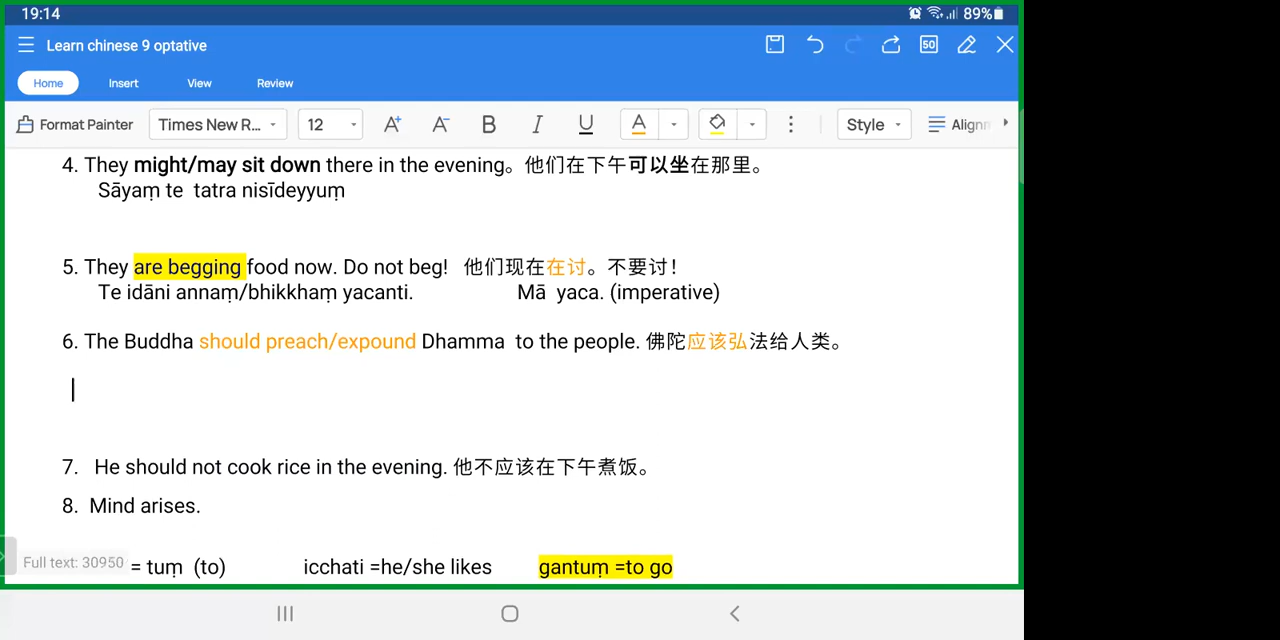 19:14 89%
Learn chinese 9 optative 50
Home Insert View Review
Format Painter Times New R... 12 A+ A- B I U A Style Alignn
4. They might/may sit down there in the evening。他们在下午可以坐在那里。
Sāyaṃ te tatra nisīdeyyuṃ
5. They are begging food now. Do not beg! 他们现在在讨。不要讨!
Te idāni annaṃ/bhikkhaṃ yacanti. Mā yaca. (imperative)
6. The Buddha should preach/expound Dhamma to the people. 佛陀应该弘法给人类。
7. He should not cook rice in the evening. 他不应该在下午煮饭。
8. Mind arises.
Full text: 30950 = tuṃ (to) icchati =he/she likes gantuṃ =to go